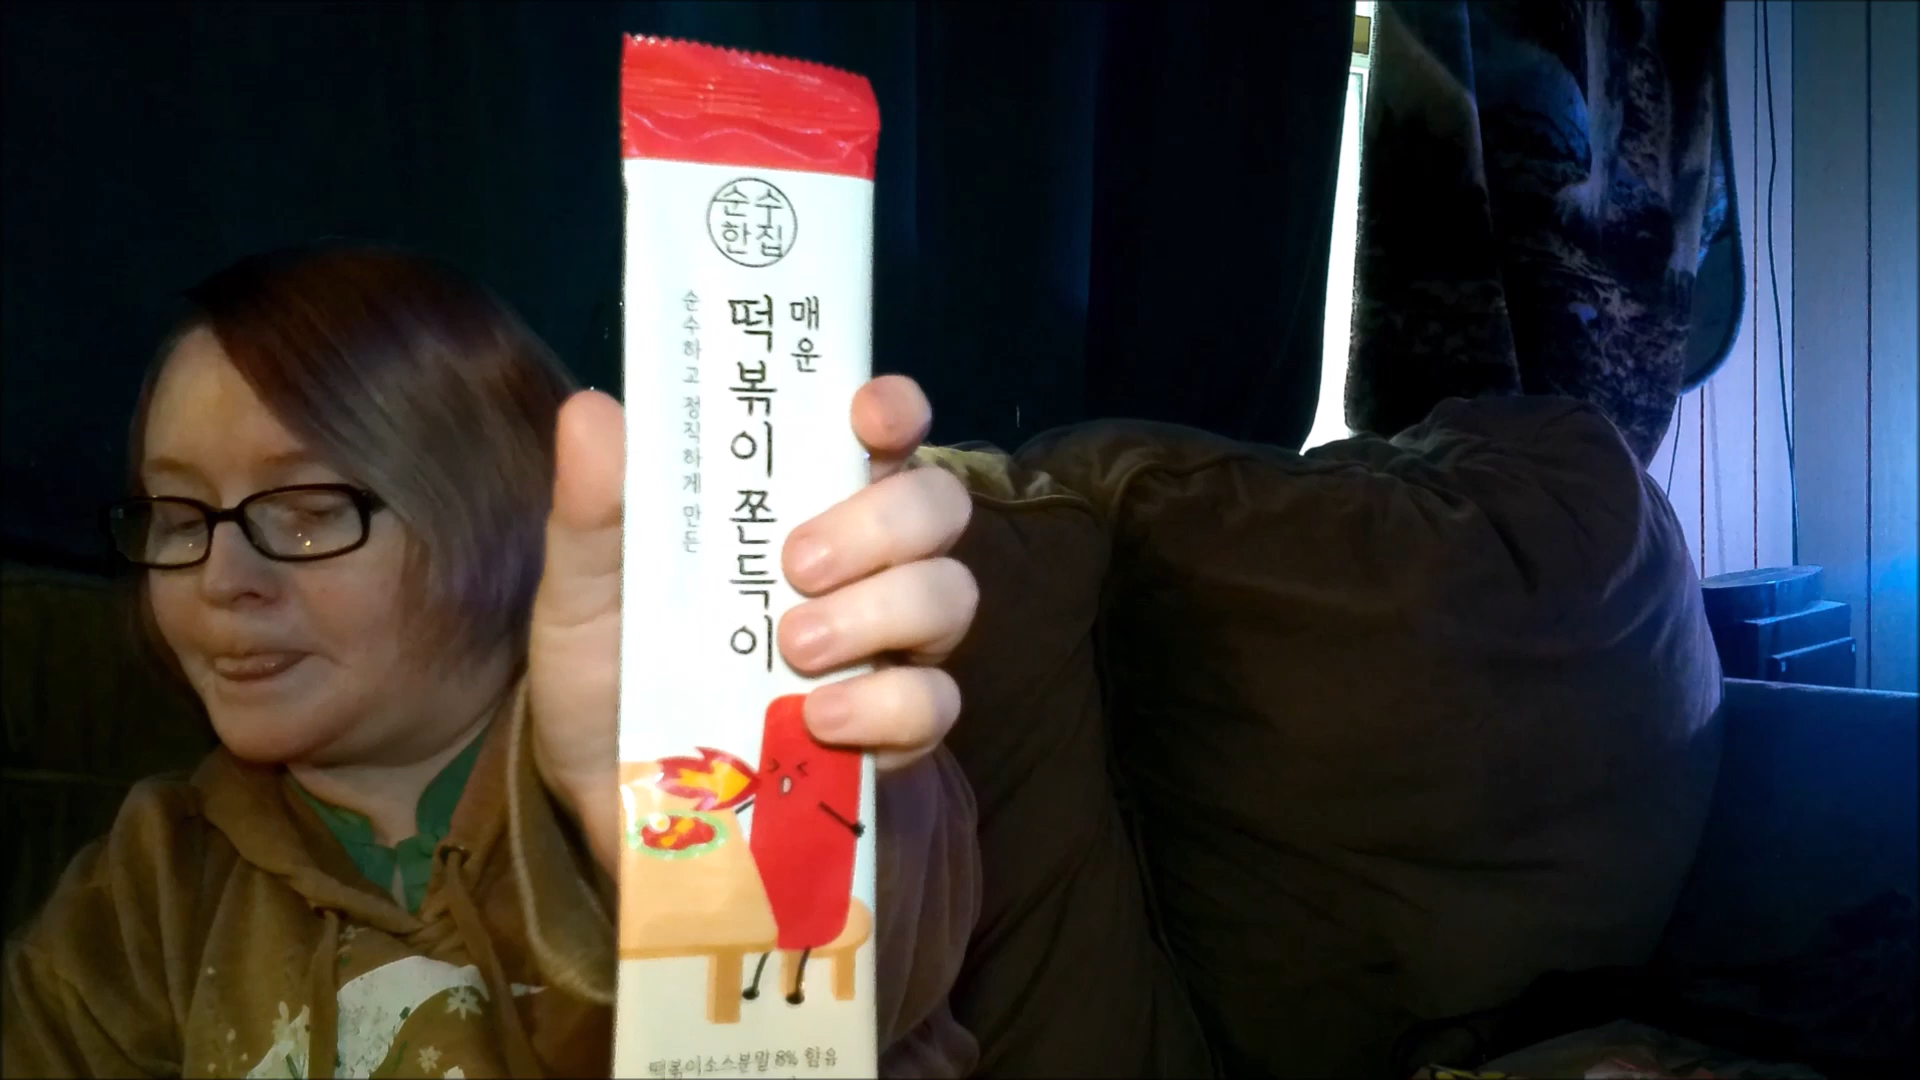 순수
한집
매운
떡볶이쫀득이
순수하고 정직하게 만든
떡볶이소스분말 8% 함유